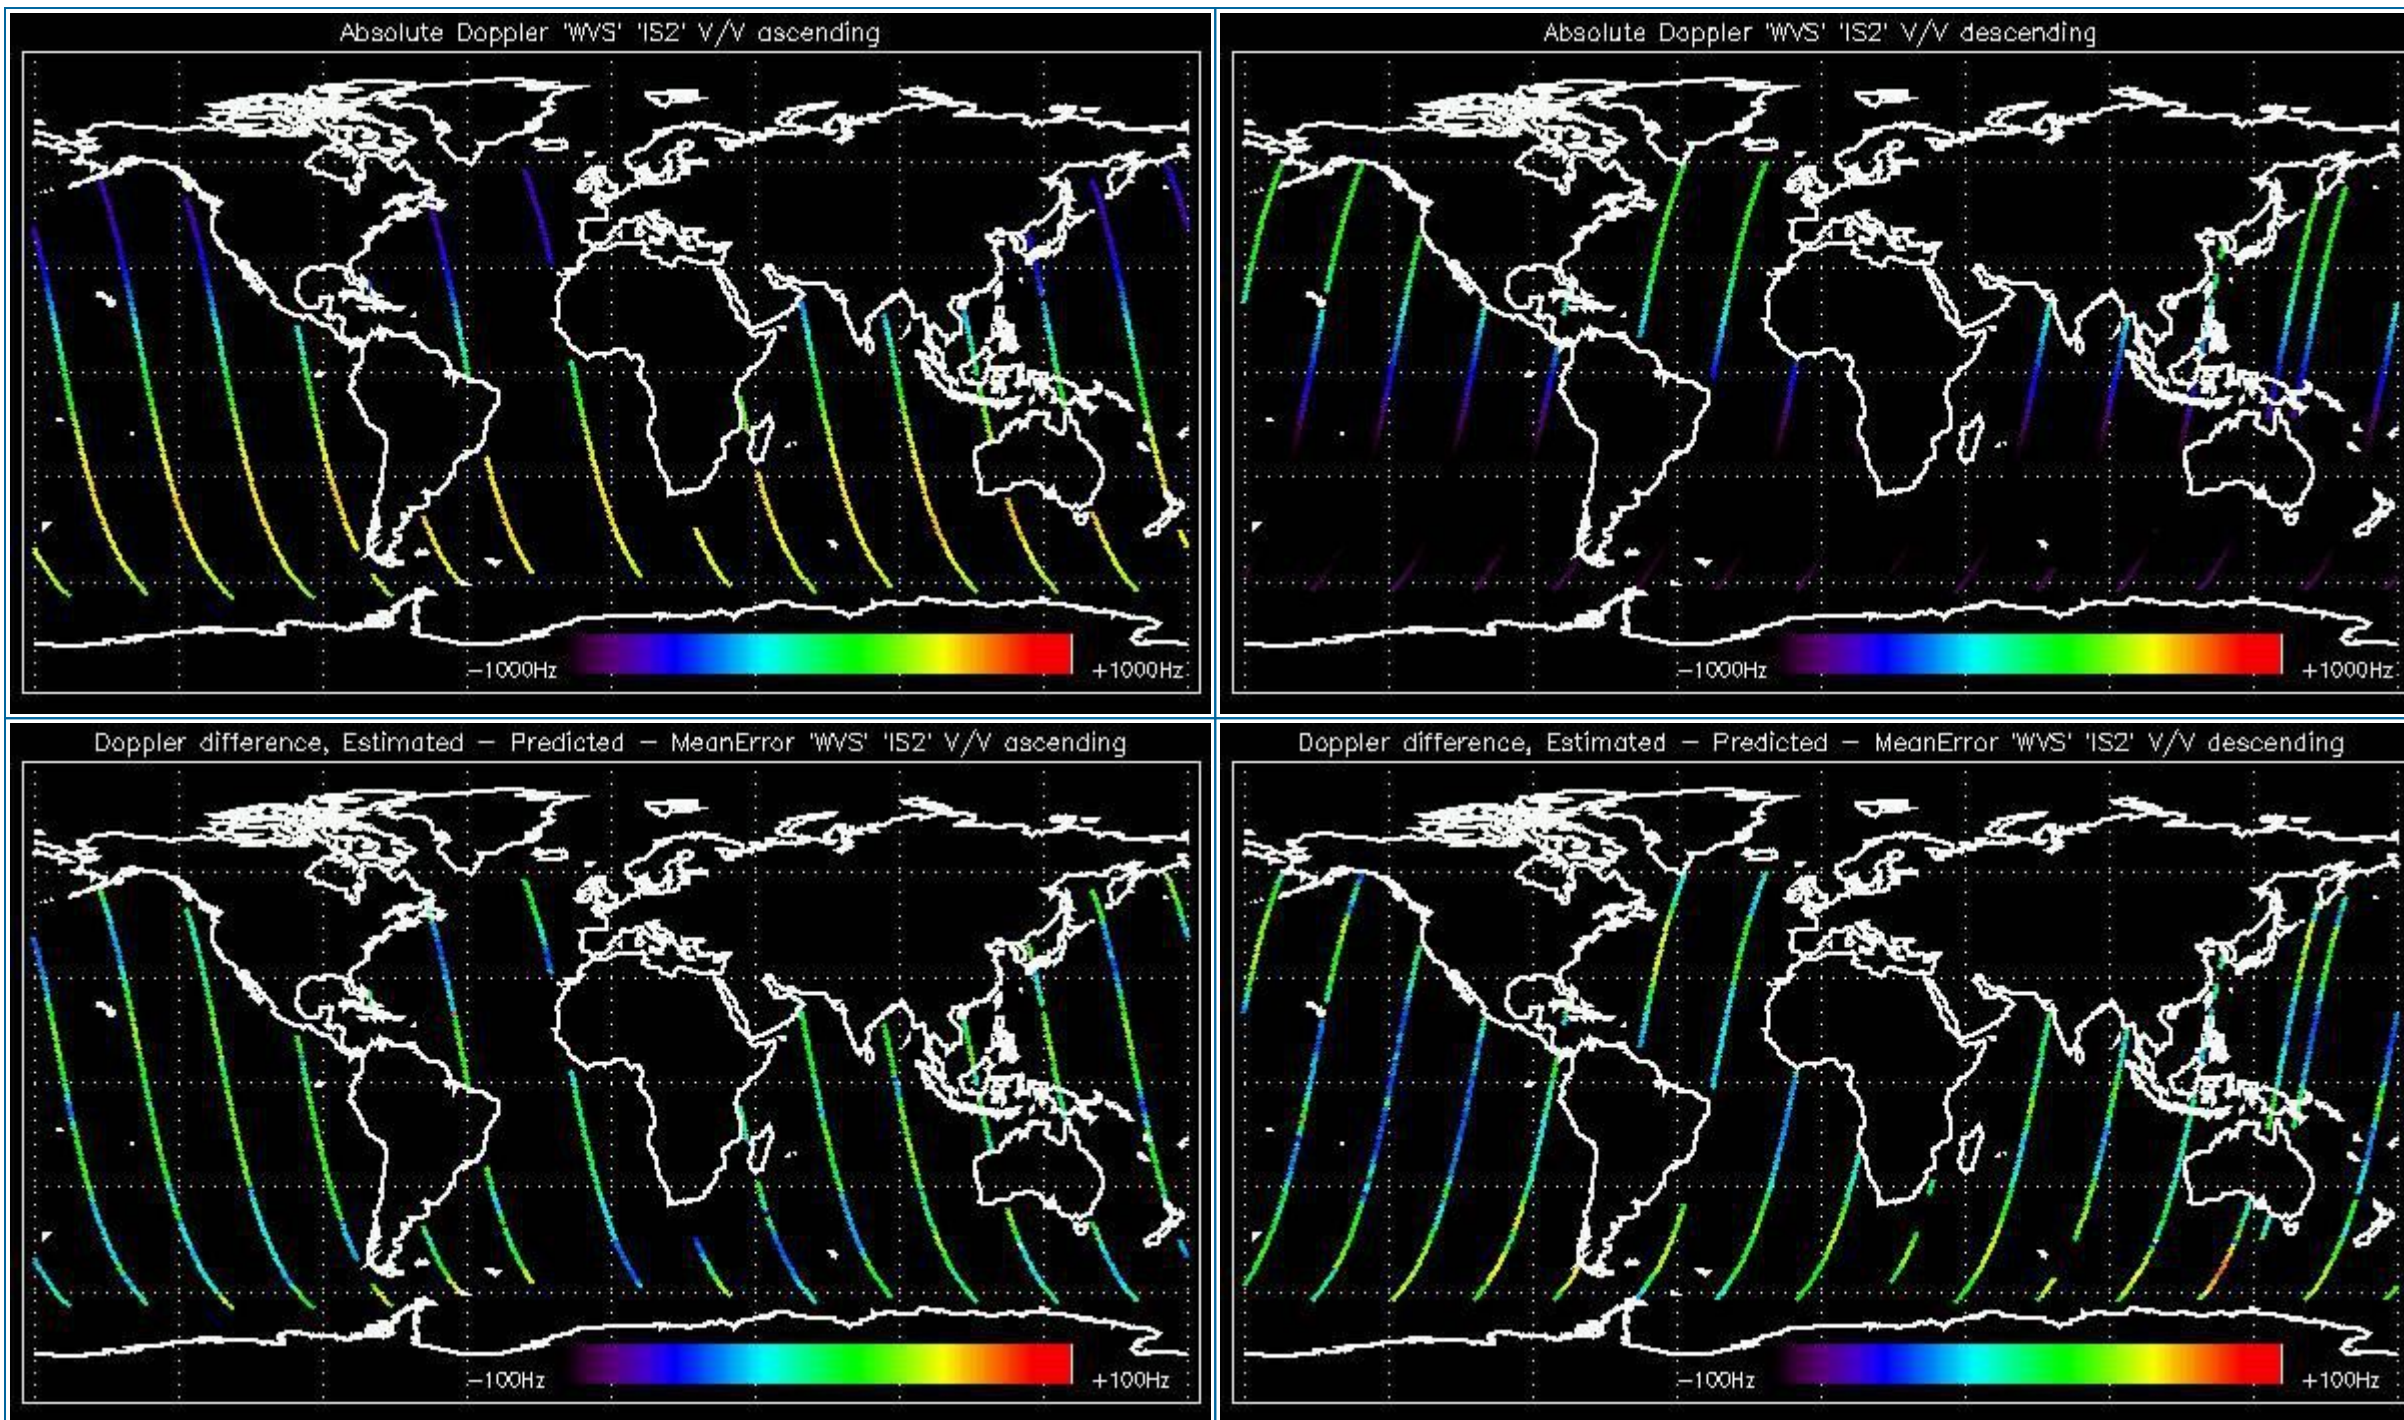 Absolute Doppler 'WVS' 'IS2' V/V ascending
-1000Hz
+1000Hz
Absolute Doppler 'WVS' 'IS2' V/V descending
-1000Hz
+1000Hz
Doppler difference, Estimated - Predicted - MeanError 'WVS' 'IS2' V/V ascending
-100Hz
+100Hz
Doppler difference, Estimated - Predicted - MeanError 'WVS' 'IS2' V/V descending
-100Hz
+100Hz